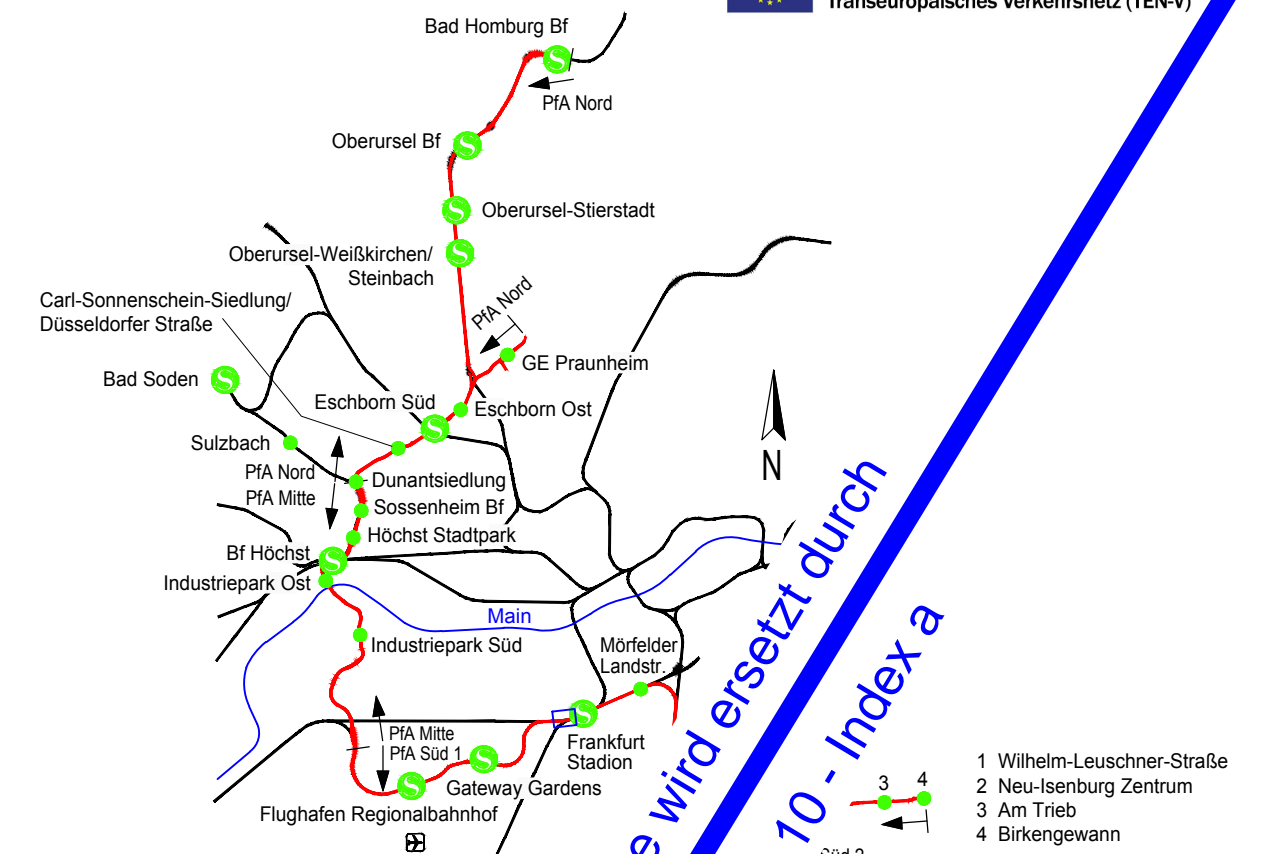 Transeuropäisches Verkehrsnetz (TEN-V)
Bad Homburg Bf
PfA Nord
Oberursel Bf
Oberursel-Stierstadt
Oberursel-Weißkirchen/
Steinbach
Carl-Sonnenschein-Siedlung/
Düsseldorfer Straße
PfA Nord
GE Praunheim
Bad Soden
Eschborn Süd
Eschborn Ost
Sulzbach
PfA Nord
PfA Mitte
Dunantsiedlung
Sossenheim Bf
Höchst Stadtpark
N
Bf Höchst
Industriepark Ost
Main
Industriepark Süd
Mörfelder
Landstr.
PfA Mitte
PfA Süd 1
Frankfurt
Stadion
Gateway Gardens
Flughafen Regionalbahnhof
e wird ersetzt durch
10 - Index a
3 4
1 Wilhelm-Leuschner-Straße
2 Neu-Isenburg Zentrum
3 Am Trieb
4 Birkengewann